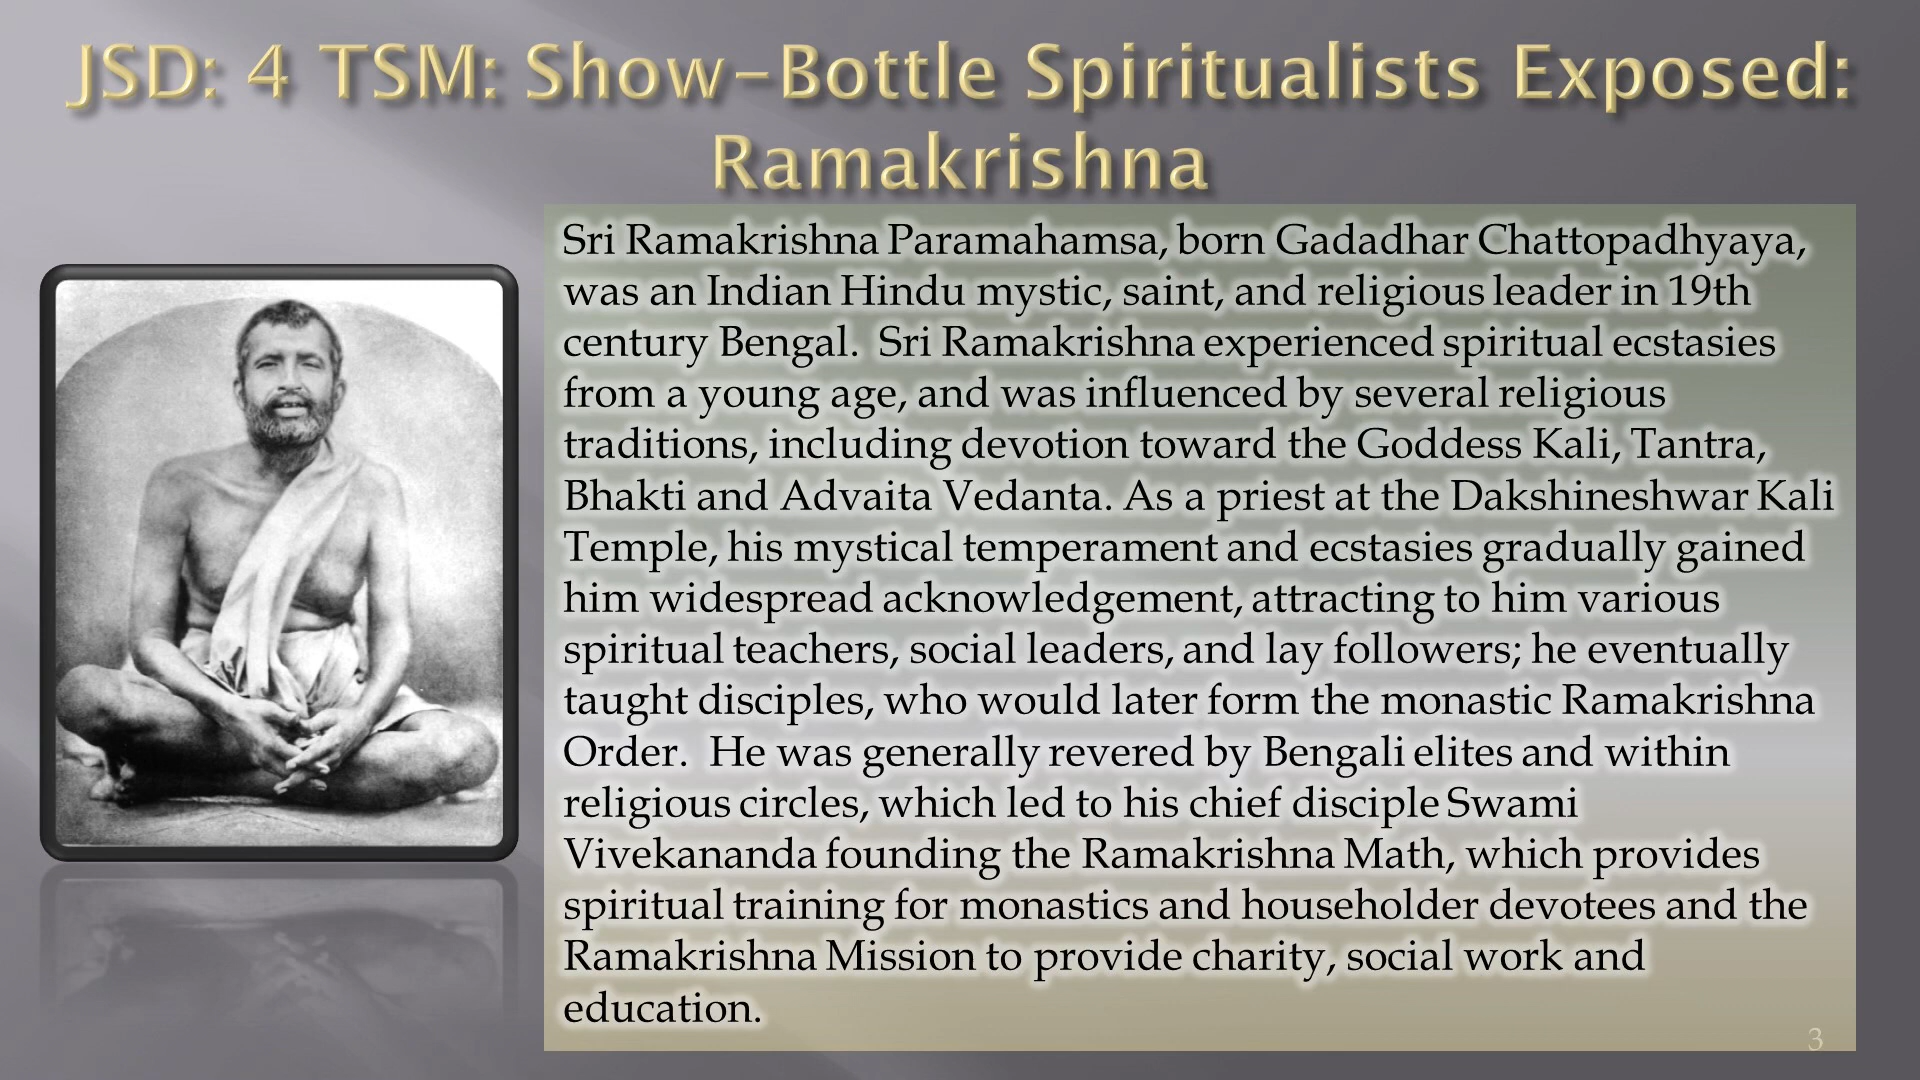 JSD: 4 TSM: Show-Bottle Spiritualists Exposed:
Ramakrishna
Sri Ramakrishna Paramahamsa, born Gadadhar Chattopadhyaya,
was an Indian Hindu mystic, saint, and religious leader in 19th
century Bengal.  Sri Ramakrishna experienced spiritual ecstasies
from a young age, and was influenced by several religious
traditions, including devotion toward the Goddess Kali, Tantra,
Bhakti and Advaita Vedanta. As a priest at the Dakshineshwar Kali
Temple, his mystical temperament and ecstasies gradually gained
him widespread acknowledgement, attracting to him various
spiritual teachers, social leaders, and lay followers; he eventually
taught disciples, who would later form the monastic Ramakrishna
Order.  He was generally revered by Bengali elites and within
religious circles, which led to his chief disciple Swami
Vivekananda founding the Ramakrishna Math, which provides
spiritual training for monastics and householder devotees and the
Ramakrishna Mission to provide charity, social work and
education.
3